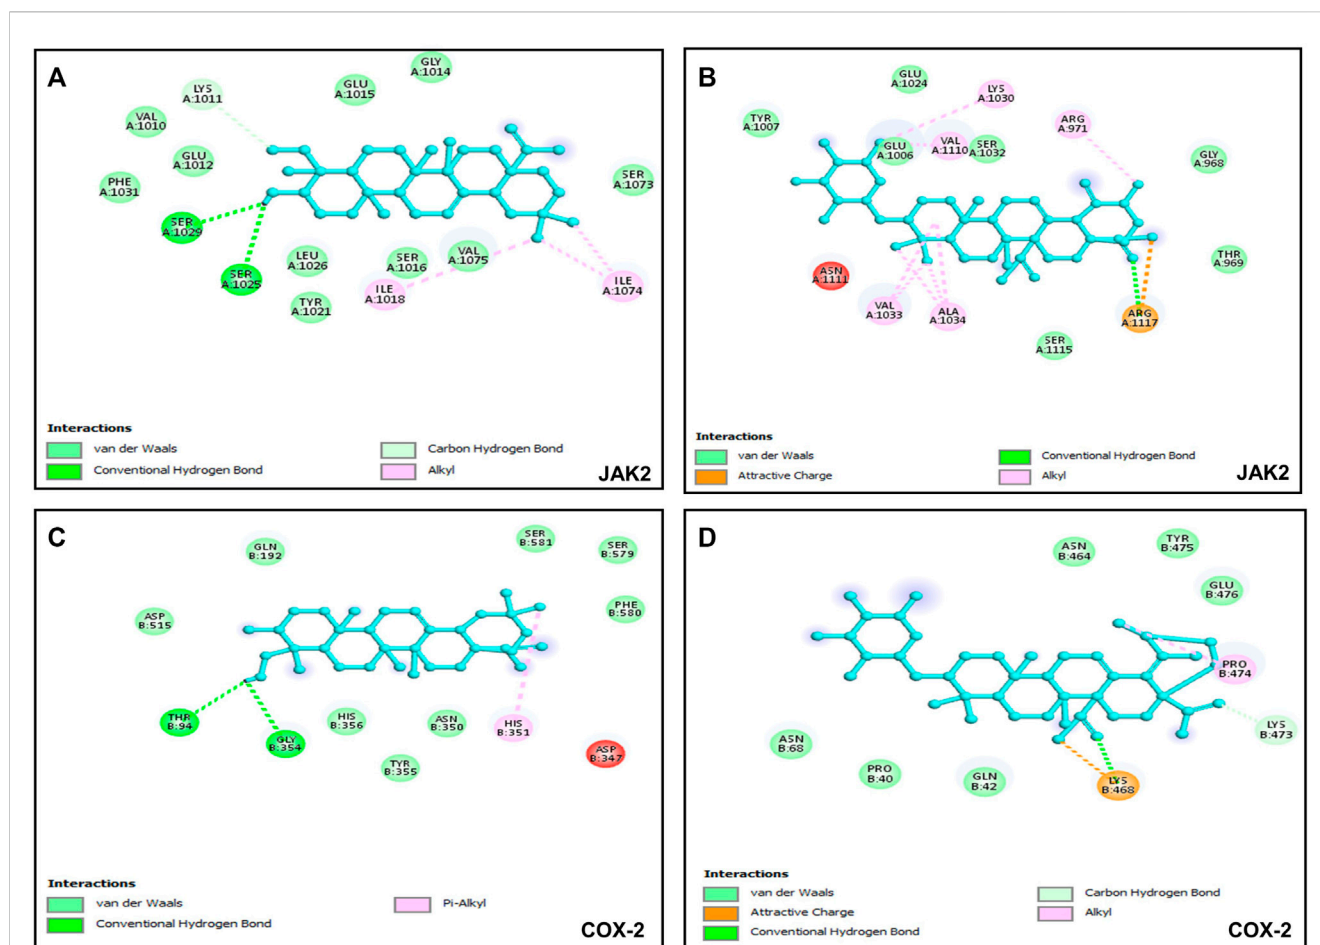 A
GLY
A:1014
LYS
A:1011
GLU
A:1015
VAL
A:1010
GLU
A:1012
PHE
A:1031
SER
A:1073
SER
A:1029
LEU
A:1026
SER
A:1016
VAL
A:1075
SER
A:1025
ILE
A:1018
ILE
A:1074
TYR
A:1021
Interactions
van der Waals
Conventional Hydrogen Bond
Carbon Hydrogen Bond
Alkyl
JAK2
B
GLU
A:1024
LYS
A:1030
TYR
A:1007
ARG
A:971
GLU
A:1006
VAL
A:1110
SER
A:1032
GLY
A:968
THR
A:969
ASN
A:1111
VAL
A:1033
ALA
A:1034
ARG
A:1117
SER
A:1115
Interactions
van der Waals
Attractive Charge
Conventional Hydrogen Bond
Alkyl
JAK2
C
SER
B:581
GLN
B:192
SER
B:579
ASP
B:515
PHE
B:580
THR
B:94
HIS
B:356
ASN
B:350
HIS
B:351
GLY
B:354
TYR
B:355
ASP
B:347
Interactions
van der Waals
Conventional Hydrogen Bond
Pi-Alkyl
COX-2
D
ASN
B:464
TYR
B:475
GLU
B:476
PRO
B:474
LYS
B:473
ASN
B:68
PRO
B:40
GLN
B:42
LYS
B:468
Interactions
van der Waals
Attractive Charge
Conventional Hydrogen Bond
Carbon Hydrogen Bond
Alkyl
COX-2